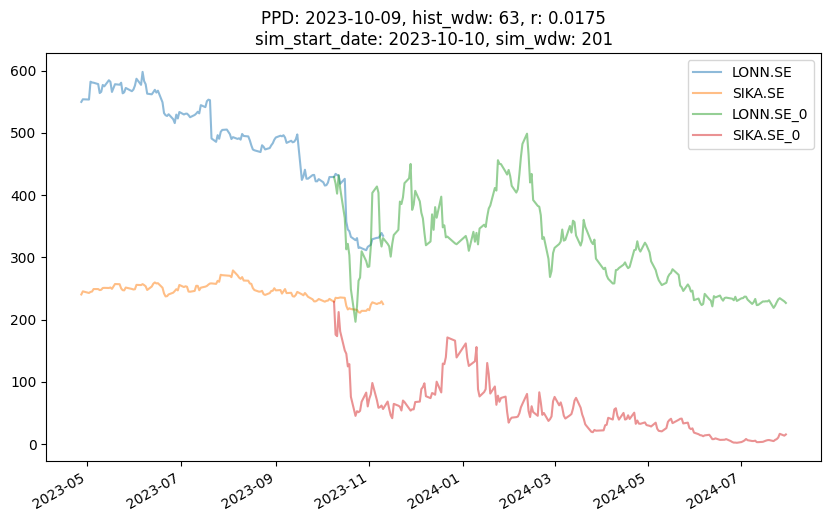 PPD: 2023-10-09, hist_wdw: 63, r: 0.0175
sim_start_date: 2023-10-10, sim_wdw: 201
LONN.SE
SIKA.SE
LONN.SE_0
SIKA.SE_0
600
500
400
300
200
100
0
2023-05
2023-07
2023-09
2023-11
2024-01
2024-03
2024-05
2024-07